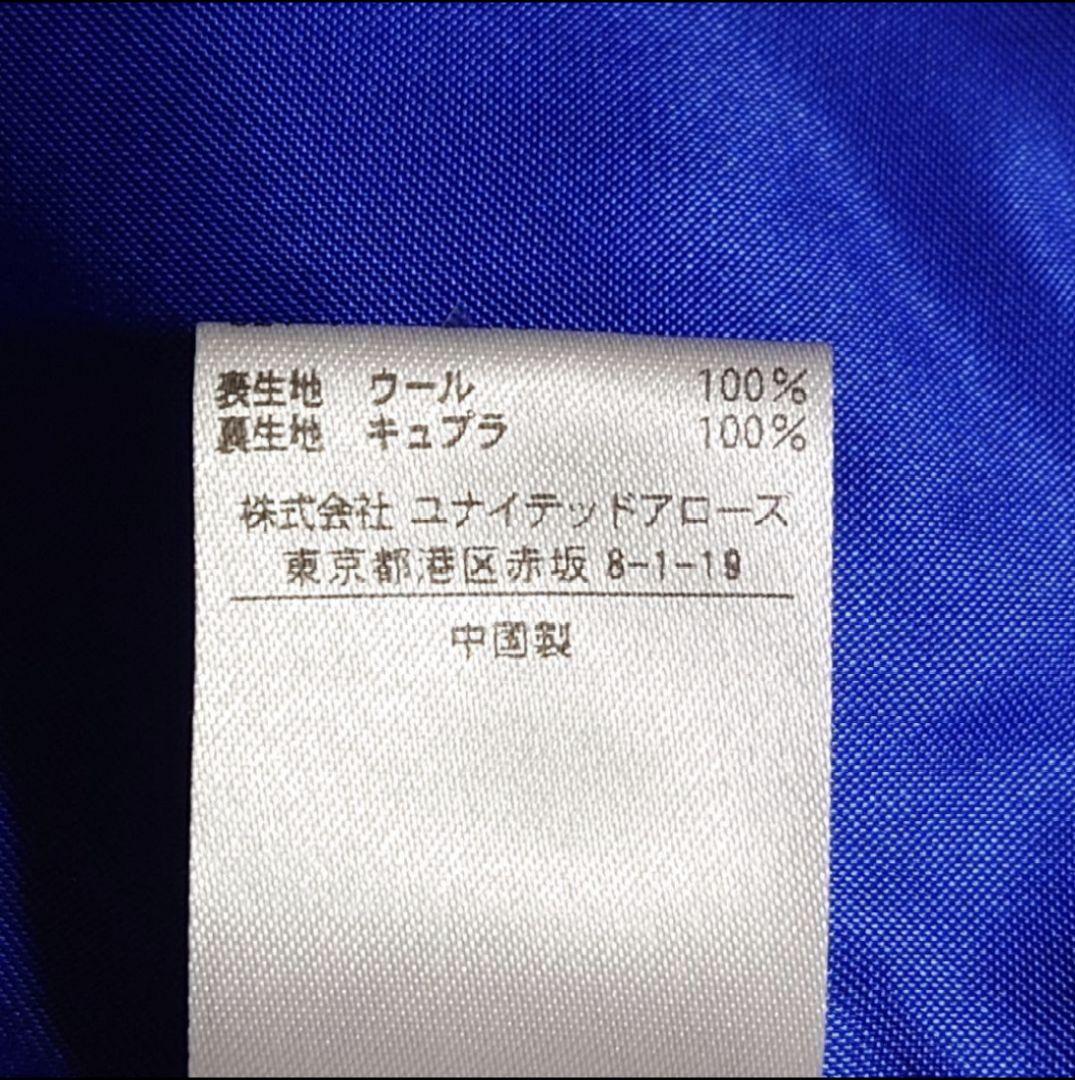 表生地 ウール 100%
裏生地 キュプラ 100%
株式会社 ユナイテッドアローズ
東京都港区赤坂 8-1-19
中国製